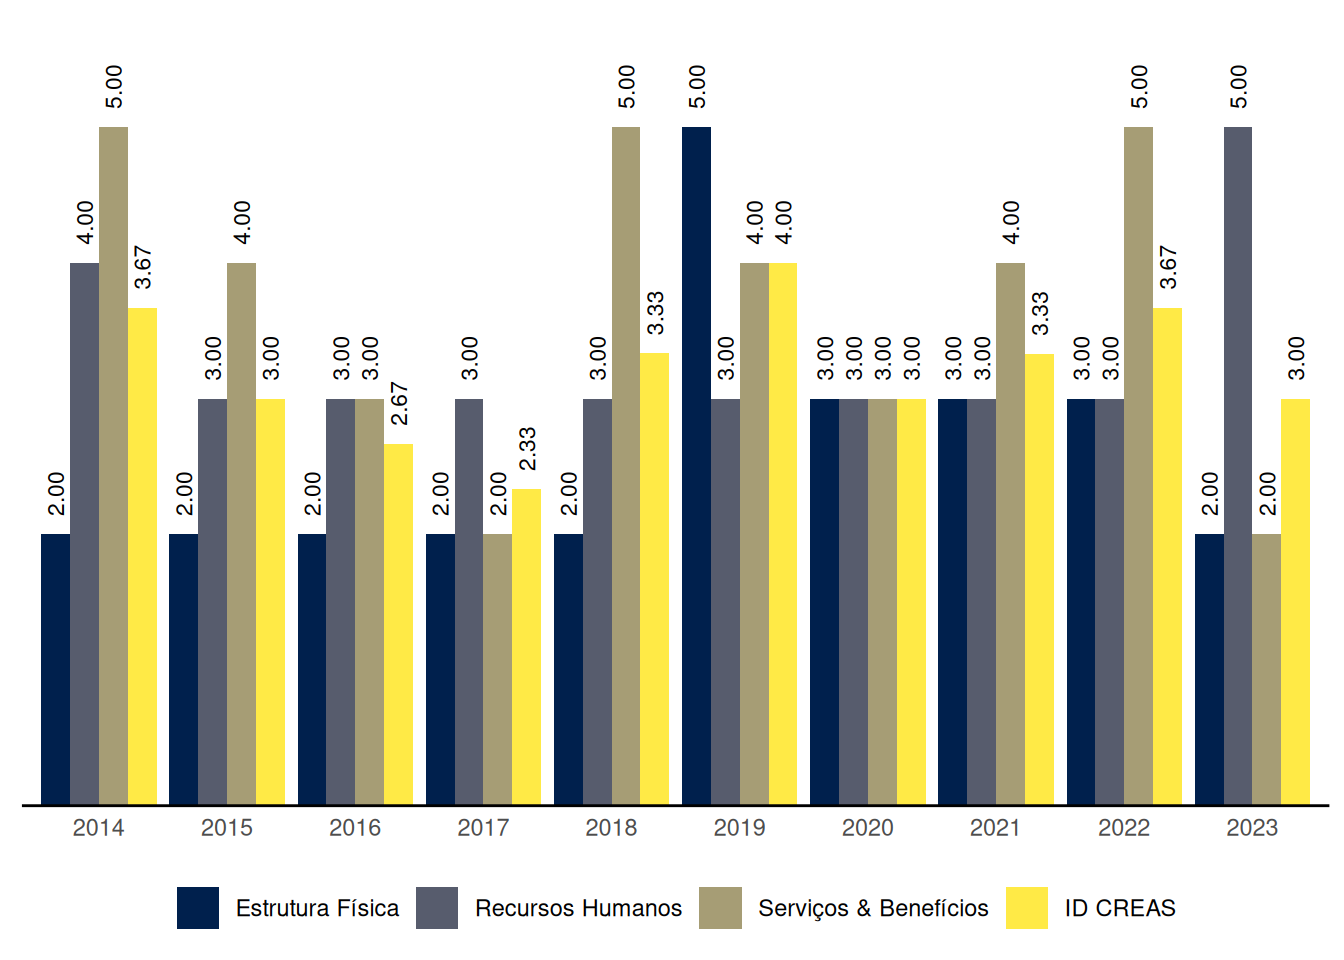 5.00 5.00 5.00 5.00 5.00
4.00 4.00 4.00 4.00 4.00
3.67 3.33 3.33 3.67
3.00 3.00 3.00 3.00 3.00 3.00 3.00 3.00 3.00 3.00 3.00 3.00 3.00 3.00 3.00 3.00 3.00
2.67 2.33
2.00 2.00 2.00 2.00 2.00 2.00 2.00 2.00
2014 2015 2016 2017 2018 2019 2020 2021 2022 2023
Estrutura Física Recursos Humanos Serviços & Benefícios ID CREAS